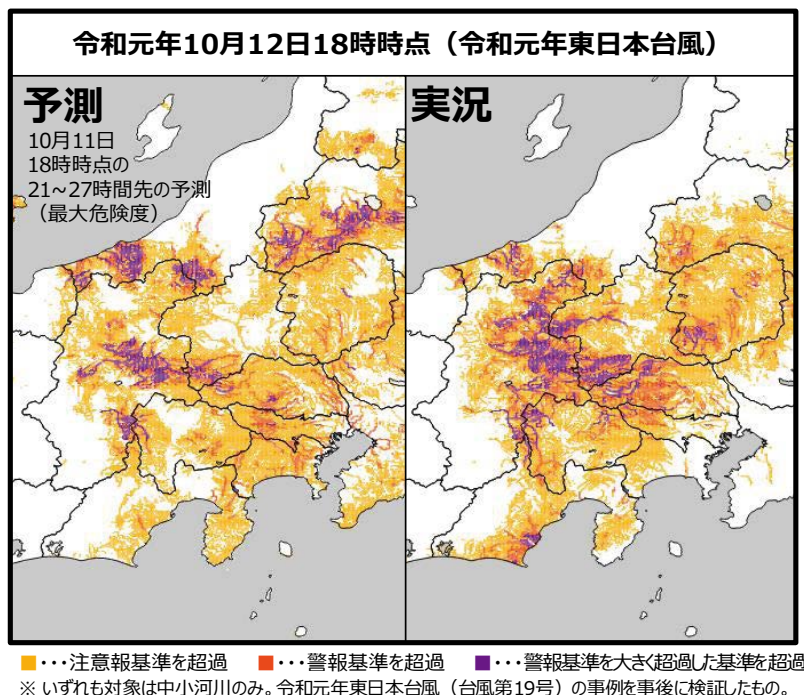 令和元年10月12日18時時点（令和元年東日本台風）
予測
10月11日
18時時点の
21~27時間先の予測
（最大危険度）
実況
■･･･注意報基準を超過 ■･･･警報基準を超過 ■･･･警報基準を大きく超過した基準を超過
※ いずれも対象は中小河川のみ。令和元年東日本台風（台風第19号）の事例を事後に検証したもの。